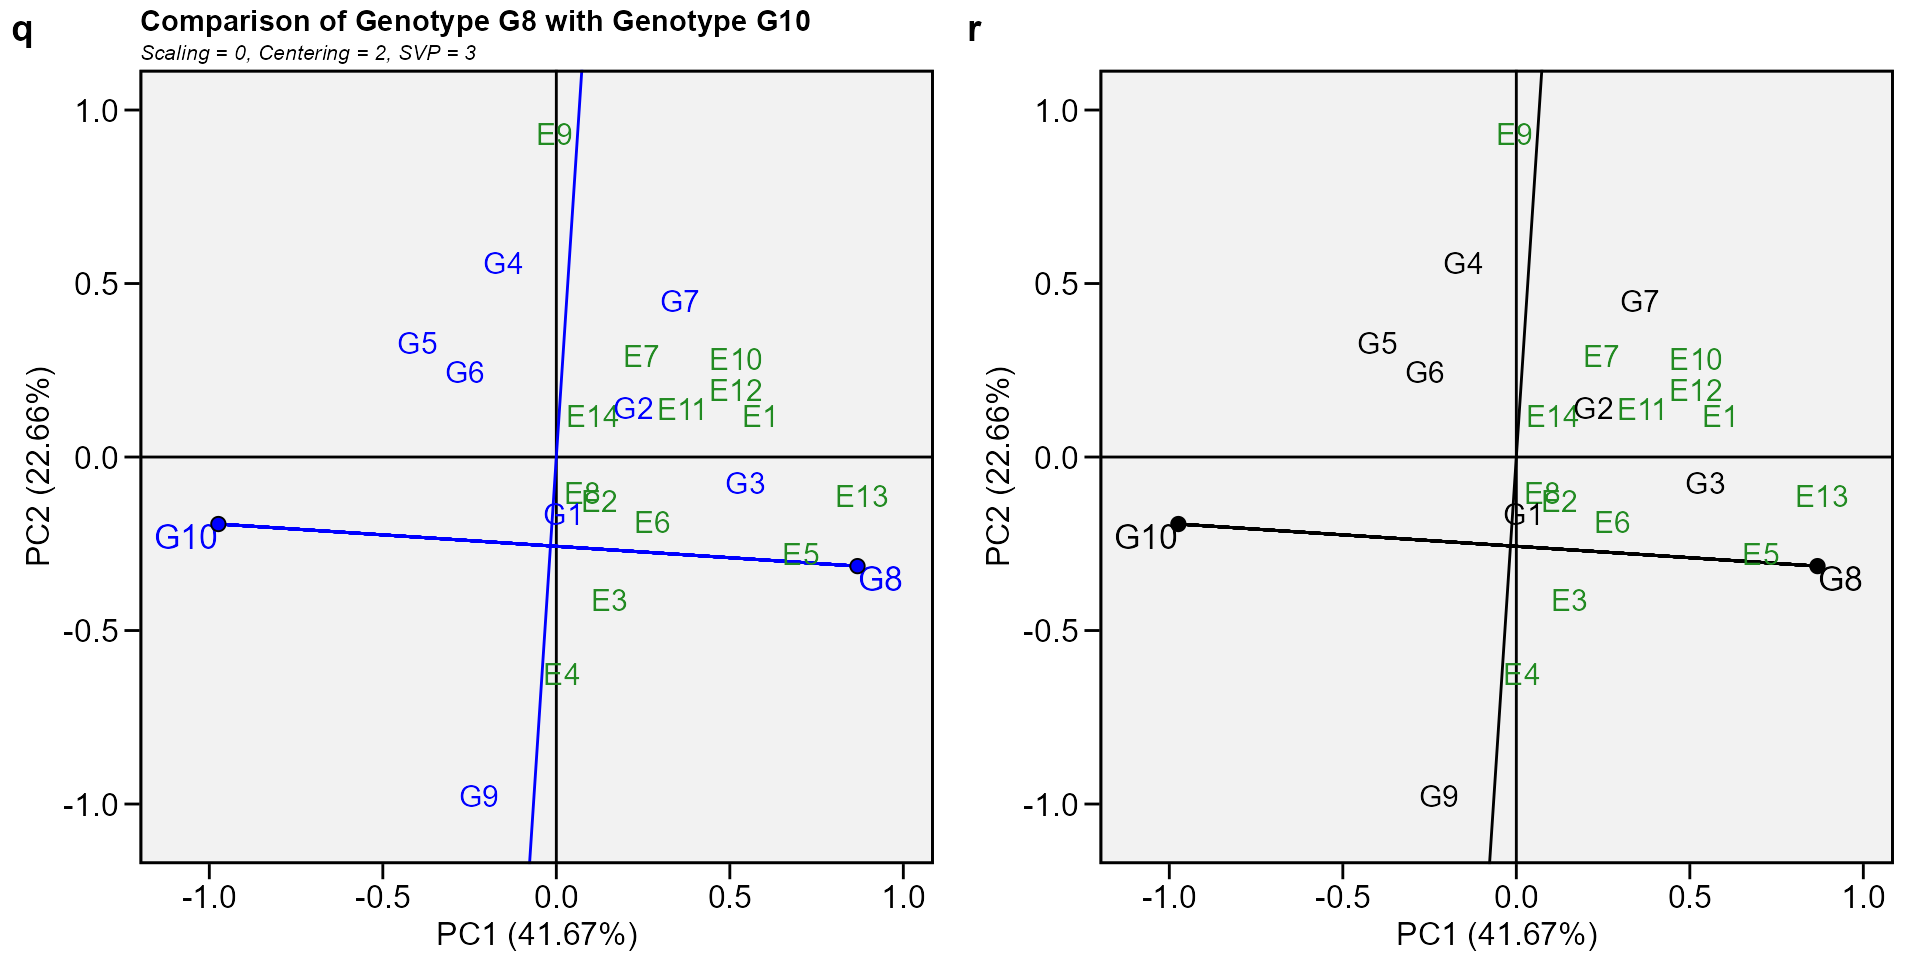 q
Comparison of Genotype G8 with Genotype G10
Scaling = 0, Centering = 2, SVP = 3
PC2 (22.66%)
1.0
0.5
0.0
-0.5
-1.0
E9
G4
G7
G5
G6
E7
E10
E12
E14
G2
E11
E1
G3
E13
E8
E2
G1
E6
G10
E5
G8
E3
E4
G9
-1.0 -0.5 0.0 0.5 1.0
PC1 (41.67%)
r
PC2 (22.66%)
1.0
0.5
0.0
-0.5
-1.0
E9
G4
G7
G5
G6
E7
E10
E12
E14
G2
E11
E1
G3
E13
E8
E2
G1
E6
G10
E5
G8
E3
E4
G9
-1.0 -0.5 0.0 0.5 1.0
PC1 (41.67%)